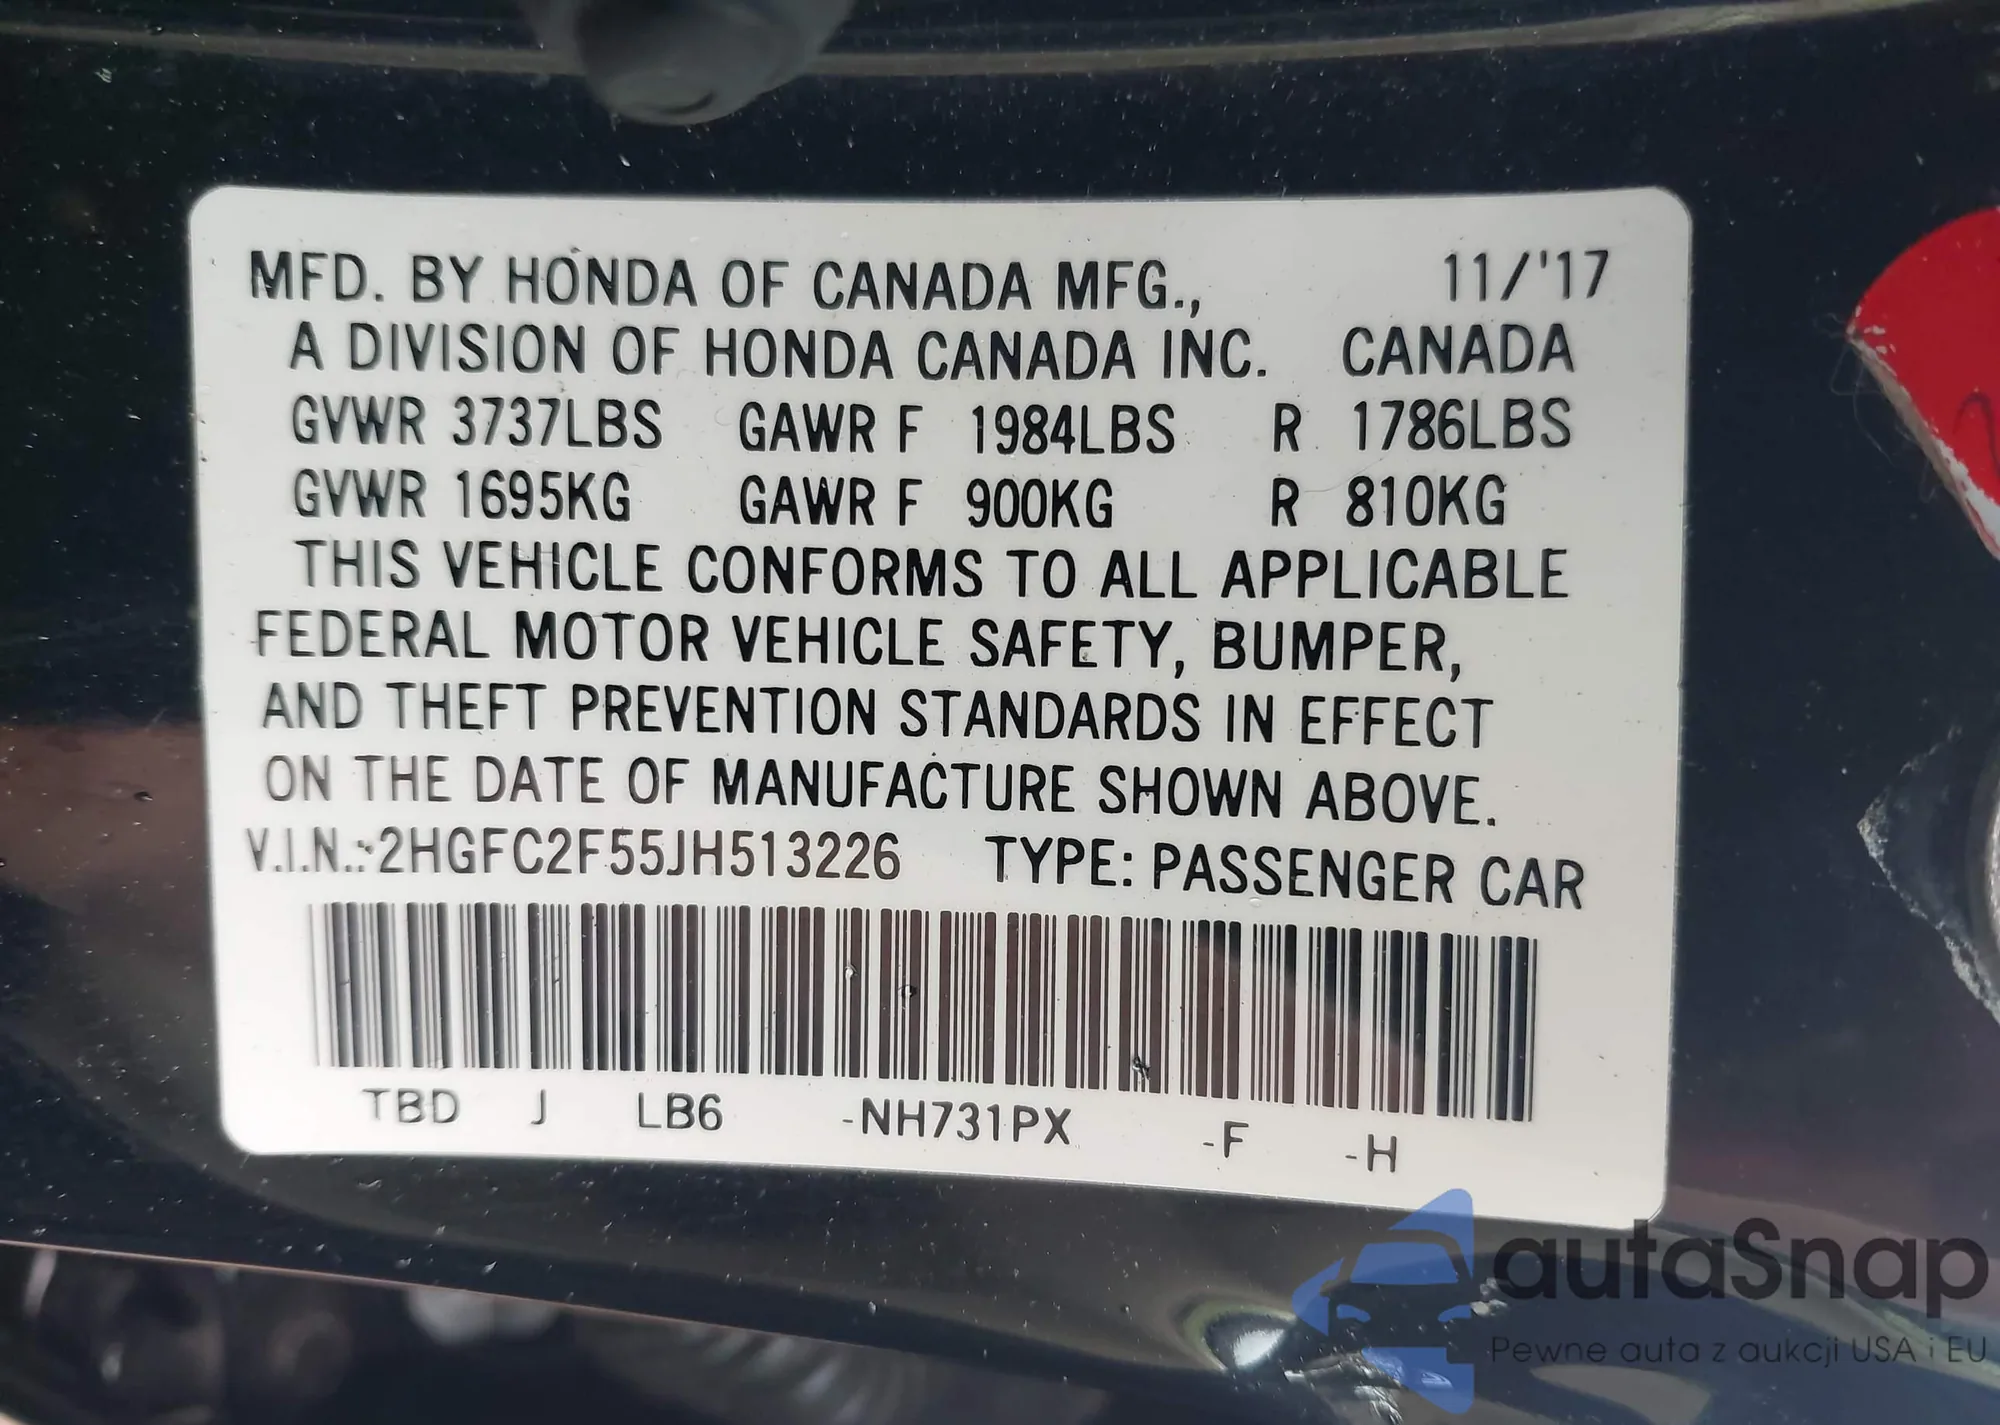 MFD. BY HONDA OF CANADA MFG., 11/'17
A DIVISION OF HONDA CANADA INC. CANADA
GVWR 3737LBS GAWR F 1984LBS R 1786LBS
GVWR 1695KG GAWR F 900KG R 810KG
THIS VEHICLE CONFORMS TO ALL APPLICABLE
FEDERAL MOTOR VEHICLE SAFETY, BUMPER,
AND THEFT PREVENTION STANDARDS IN EFFECT
ON THE DATE OF MANUFACTURE SHOWN ABOVE.
V.I.N.: 2HGFC2F55JH513226 TYPE: PASSENGER CAR
TBD J LB6 -NH731PX -F -H
autaSnap
Pewne auta z aukcji USA i EU